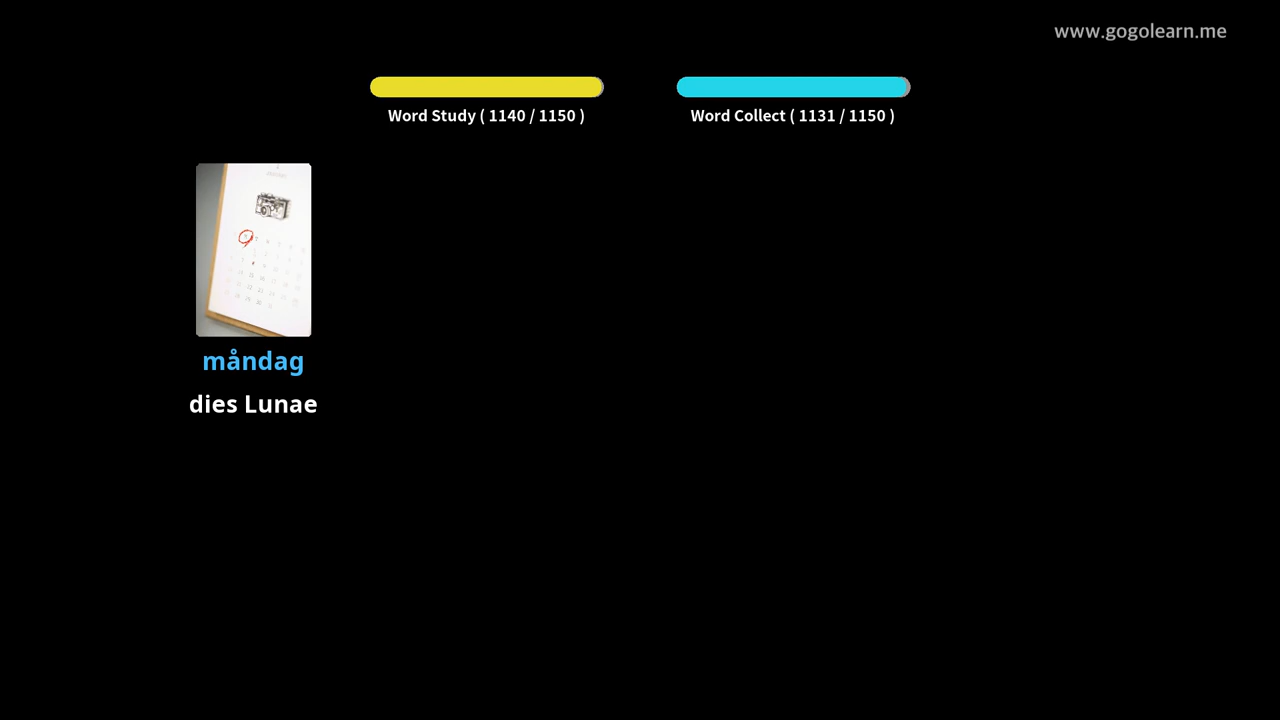 www.gogolearn.me
Word Study ( 1140 / 1150 )
Word Collect ( 1131 / 1150 )
måndag
dies Lunae